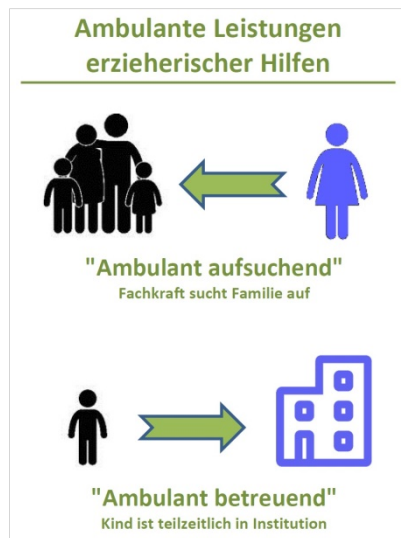 Ambulante Leistungen
erzieherischer Hilfen
"Ambulant aufsuchend"
Fachkraft sucht Familie auf
"Ambulant betreuend"
Kind ist teilzeitlich in Institution